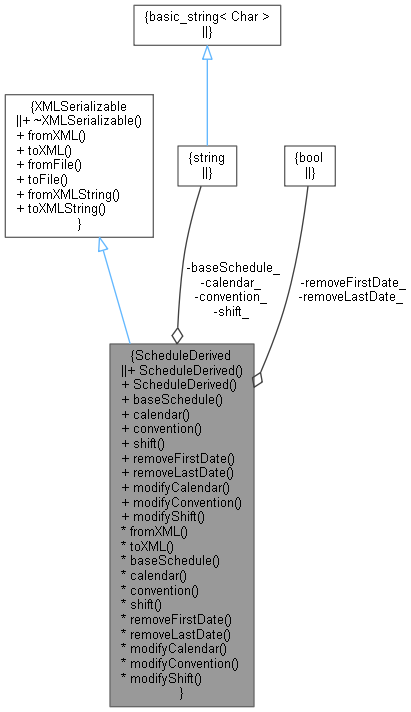 {basic_string< Char >
||}
{XMLSerializable
||+ ~XMLSerializable()
+ fromXML()
+ toXML()
+ fromFile()
+ toFile()
+ fromXMLString()
+ toXMLString()
}
{string
||}
{bool
||}
-baseSchedule_
-calendar_
-convention_
-shift_
-removeFirstDate_
-removeLastDate_
{ScheduleDerived
||+ ScheduleDerived()
+ ScheduleDerived()
+ baseSchedule()
+ calendar()
+ convention()
+ shift()
+ removeFirstDate()
+ removeLastDate()
+ modifyCalendar()
+ modifyConvention()
+ modifyShift()
* fromXML()
* toXML()
* baseSchedule()
* calendar()
* convention()
* shift()
* removeFirstDate()
* removeLastDate()
* modifyCalendar()
* modifyConvention()
* modifyShift()
}